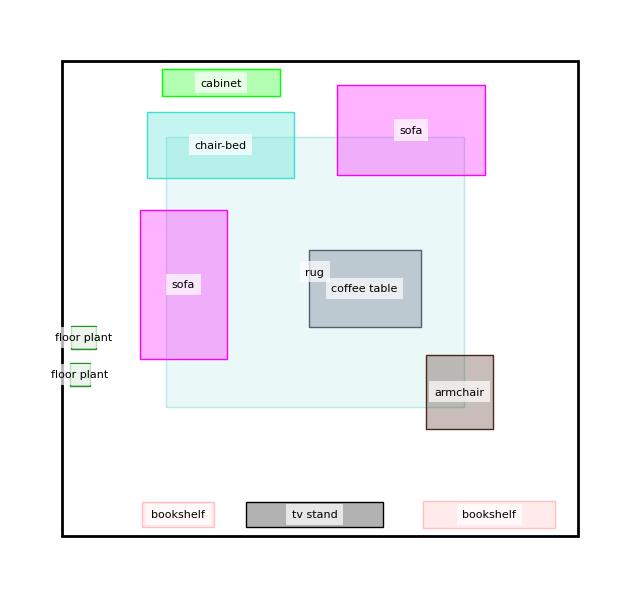 cabinet
sofa
chair-bed
rug
sofa
coffee table
floor plant
floor plant
armchair
bookshelf
tv stand
bookshelf